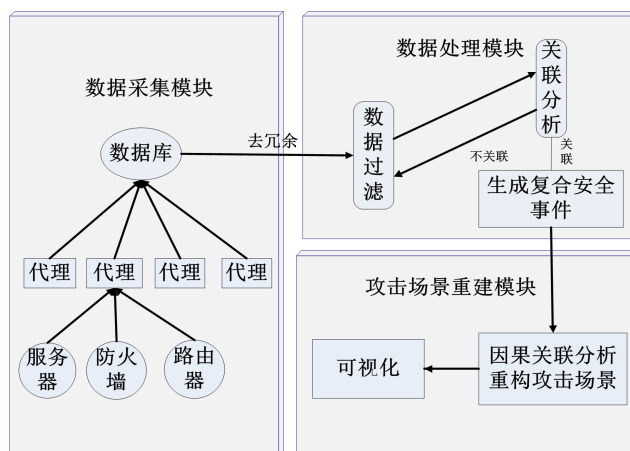 数据采集模块
数据库
代理
代理
代理
代理
服务
器
防火
墙
路由
器
去冗余
数据处理模块
数
据
过
滤
关
联
分
析
不关联
关
联
生成复合安全
事件
攻击场景重建模块
因果关联分析
重构攻击场景
可视化